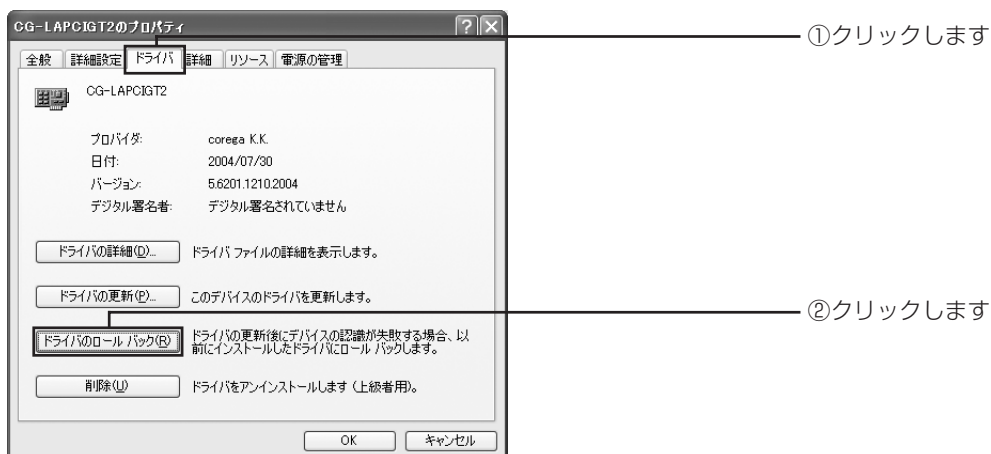 CG-LAPCIGT2のプロパティ
①クリックします
全般 詳細設定 ドライバ 詳細 リソース 電源の管理
CG-LAPCIGT2
プロバイダ: corega K.K.
日付: 2004/07/30
バージョン: 5.6201.1210.2004
デジタル署名者: デジタル署名されていません
ドライバの詳細(D)... ドライバ ファイルの詳細を表示します。
ドライバの更新(P)... このデバイスのドライバを更新します。
②クリックします
ドライバのロール バック(R) ドライバの更新後にデバイスの認識が失敗する場合、以
前にインストールしたドライバにロール バックします。
削除(U) ドライバをアンインストールします (上級者用)。
OK キャンセル